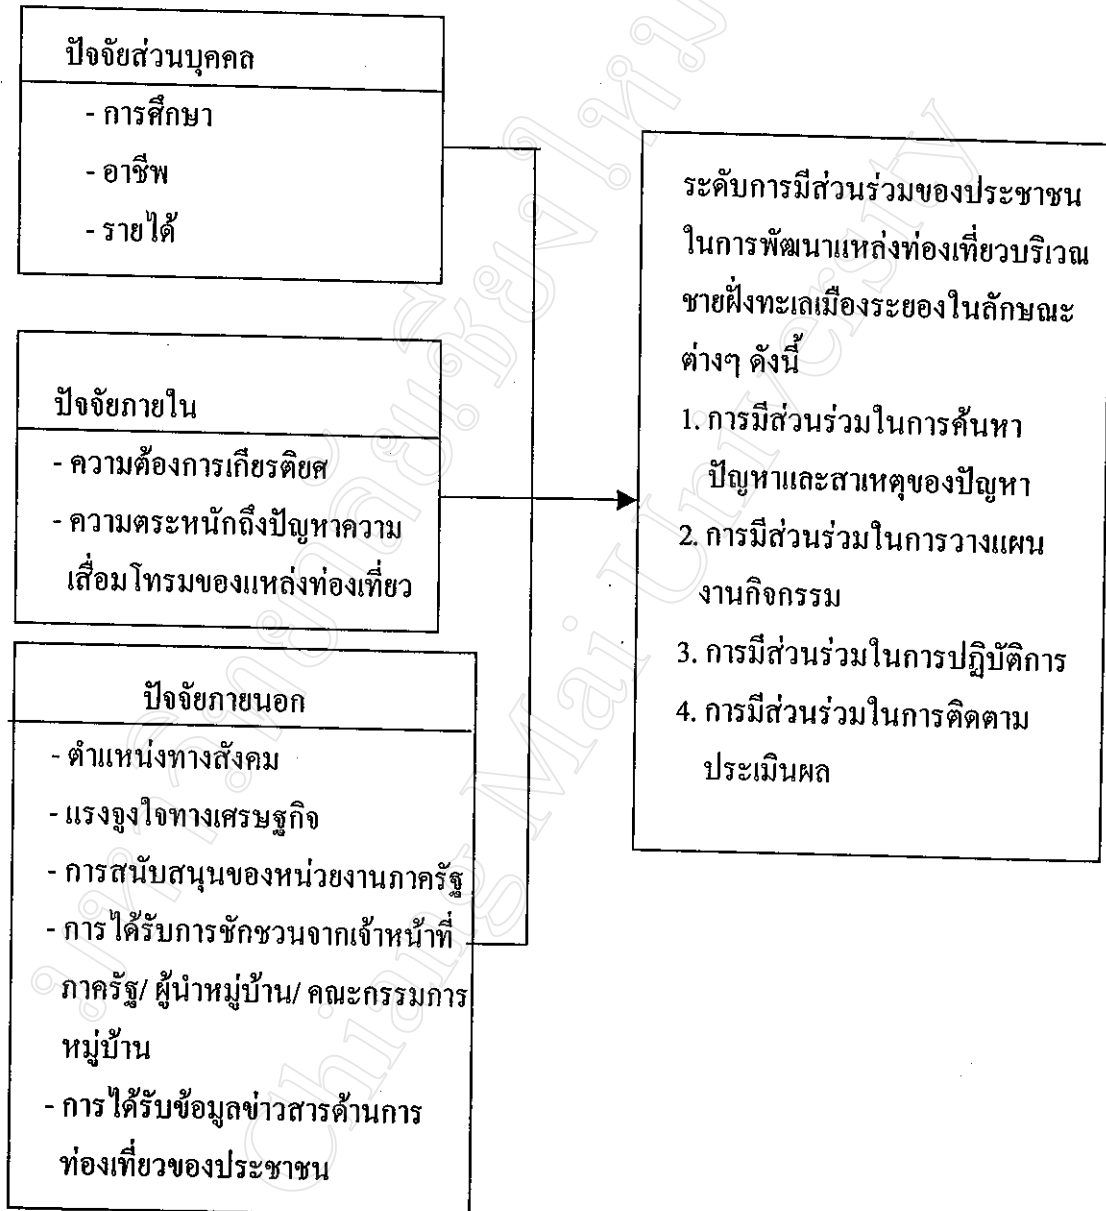 ปัจจัยส่วนบุคคล
- การศึกษา
- อาชีพ
- รายได้
ปัจจัยภายใน
- ความต้องการเกียรติยศ
- ความตระหนักถึงปัญหาความ
เสื่อมโทรมของแหล่งท่องเที่ยว
ปัจจัยภายนอก
- ตำแหน่งทางสังคม
- แรงจูงใจทางเศรษฐกิจ
- การสนับสนุนของหน่วยงานภาครัฐ
- การได้รับการชักชวนจากเจ้าหน้าที่
ภาครัฐ/ ผู้นำหมู่บ้าน/ คณะกรรมการ
หมู่บ้าน
- การได้รับข้อมูลข่าวสารด้านการ
ท่องเที่ยวของประชาชน
ระดับการมีส่วนร่วมของประชาชน
ในการพัฒนาแหล่งท่องเที่ยวบริเวณ
ชายฝั่งทะเลเมืองระยองในลักษณะ
ต่างๆ ดังนี้
1. การมีส่วนร่วมในการค้นหา
ปัญหาและสาเหตุของปัญหา
2. การมีส่วนร่วมในการวางแผน
งานกิจกรรม
3. การมีส่วนร่วมในการปฏิบัติการ
4. การมีส่วนร่วมในการติดตาม
ประเมินผล
มหาวิทยาลัยเชียงใหม่
Chiang Mai University